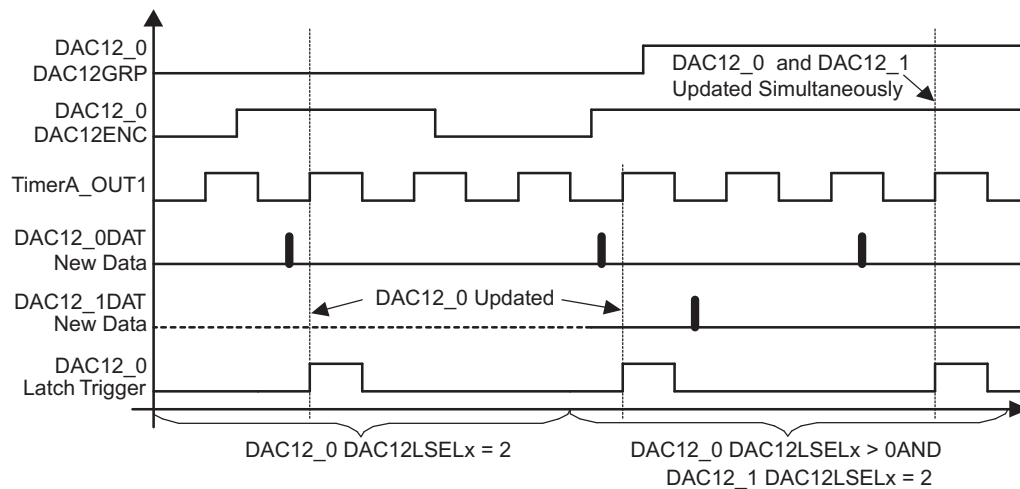 DAC12_0
DAC12GRP
DAC12_0 and DAC12_1
Updated Simultaneously
DAC12_0
DAC12ENC
TimerA_OUT1
DAC12_0DAT
New Data
DAC12_1DAT
New Data
DAC12_0 Updated
DAC12_0
Latch Trigger
DAC12_0 DAC12LSELx = 2
DAC12_0 DAC12LSELx > 0AND
DAC12_1 DAC12LSELx = 2